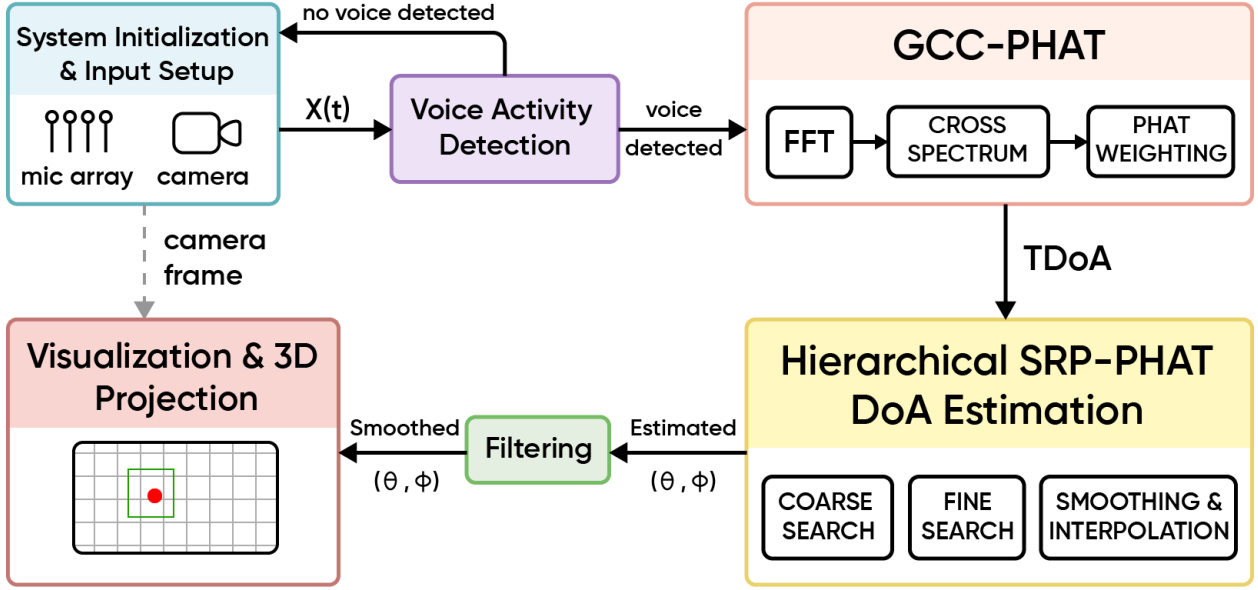 System Initialization
& Input Setup
mic array
camera
no voice detected
X(t)
Voice Activity
Detection
voice
detected
GCC-PHAT
FFT
CROSS
SPECTRUM
PHAT
WEIGHTING
camera
frame
TDoA
Visualization & 3D
Projection
Smoothed
(θ , Φ)
Filtering
Estimated
(θ , Φ)
Hierarchical SRP-PHAT
DoA Estimation
COARSE
SEARCH
FINE
SEARCH
SMOOTHING &
INTERPOLATION